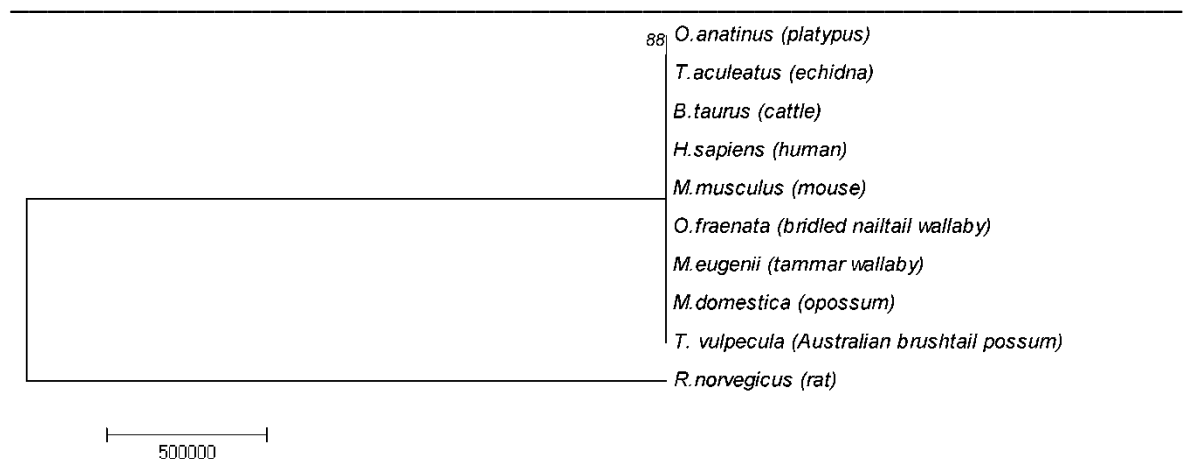 88 O.anatinus (platypus)
T.aculeatus (echidna)
B.taurus (cattle)
H.sapiens (human)
M.musculus (mouse)
O.fraenata (bridled nailtail wallaby)
M.eugenii (tammar wallaby)
M.domestica (opossum)
T. vulpecula (Australian brushtail possum)
R.norvegicus (rat)
500000